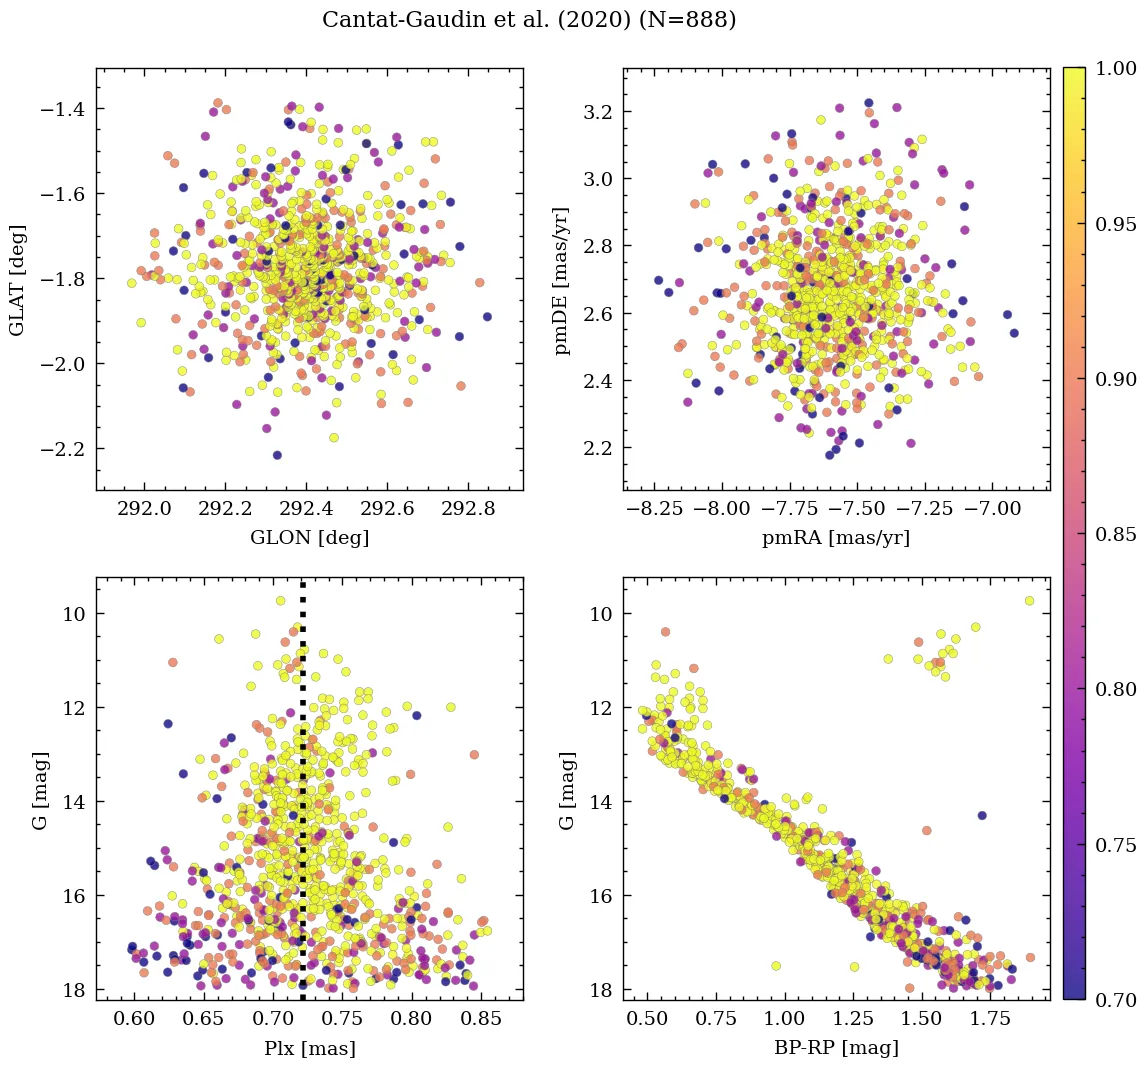 Cantat-Gaudin et al. (2020) (N=888)
−1.4
−1.6
−1.8
−2.0
−2.2
GLAT [deg]
292.0 292.2 292.4 292.6 292.8
GLON [deg]
3.2
3.0
2.8
2.6
2.4
2.2
pmDE [mas/yr]
−8.25 −8.00 −7.75 −7.50 −7.25 −7.00
pmRA [mas/yr]
10
12
14
16
18
G [mag]
0.60 0.65 0.70 0.75 0.80 0.85
Plx [mas]
10
12
14
16
18
G [mag]
0.50 0.75 1.00 1.25 1.50 1.75
BP-RP [mag]
1.00
0.95
0.90
0.85
0.80
0.75
0.70